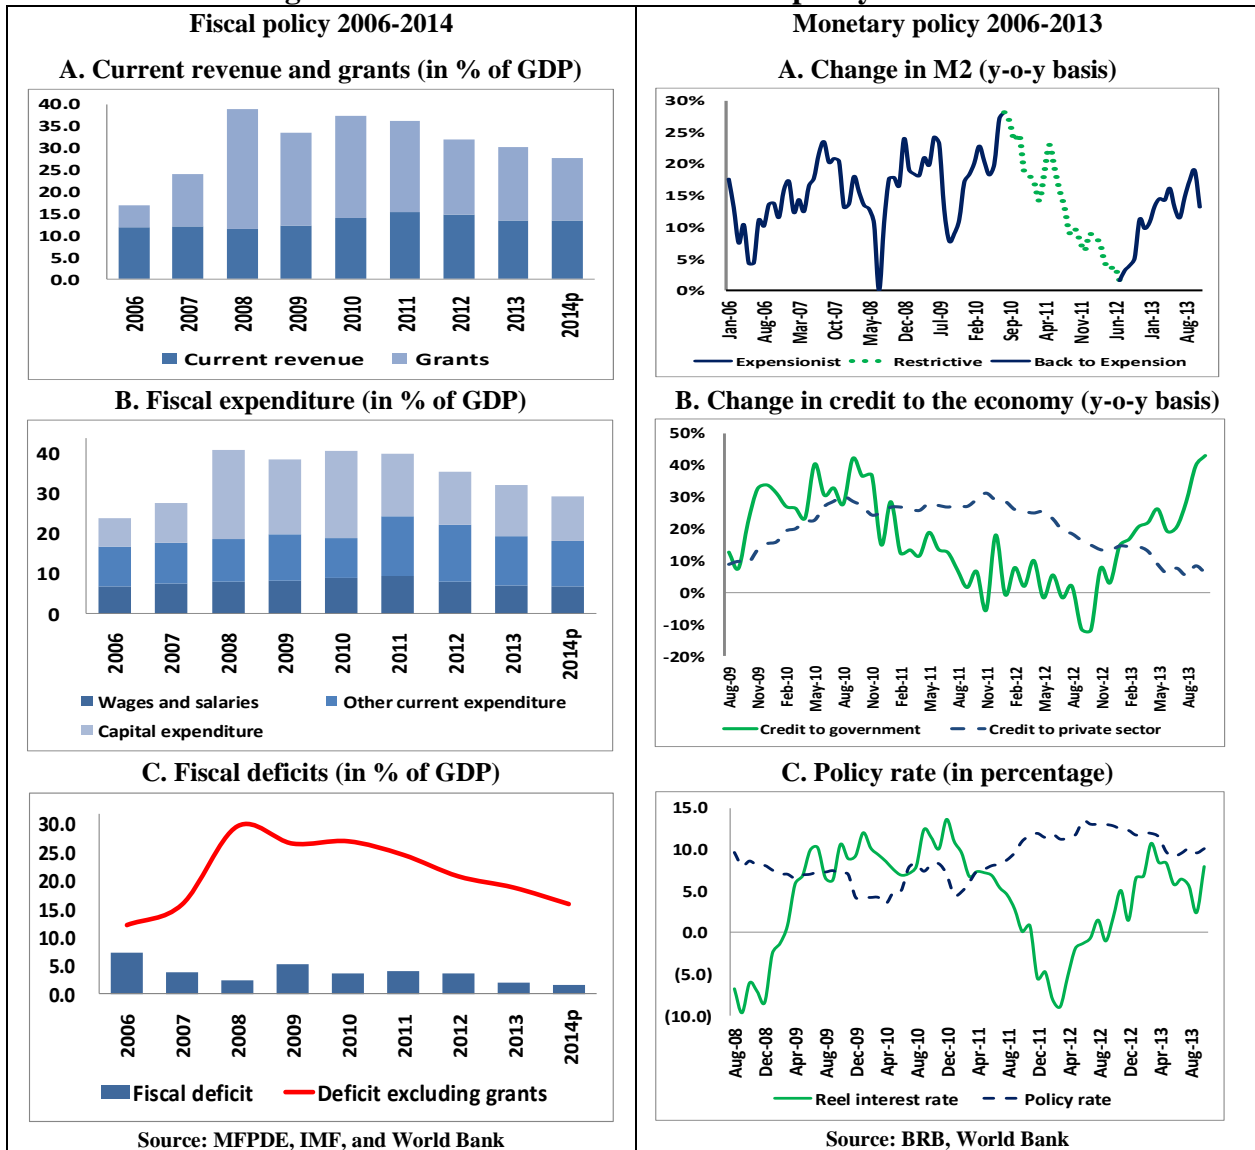 Fiscal policy 2006-2014
A. Current revenue and grants (in % of GDP)
40.0
35.0
30.0
25.0
20.0
15.0
10.0
5.0
0.0
2006 2007 2008 2009 2010 2011 2012 2013 2014p
Current revenue Grants
B. Fiscal expenditure (in % of GDP)
40
30
20
10
0
2006 2007 2008 2009 2010 2011 2012 2013 2014p
Wages and salaries Other current expenditure
Capital expenditure
C. Fiscal deficits (in % of GDP)
30.0
25.0
20.0
15.0
10.0
5.0
0.0
2006 2007 2008 2009 2010 2011 2012 2013 2014p
Fiscal deficit Deficit excluding grants
Source: MFPDE, IMF, and World Bank
Monetary policy 2006-2013
A. Change in M2 (y-o-y basis)
30%
25%
20%
15%
10%
5%
0%
Jan-06 Aug-06 Mar-07 Oct-07 May-08 Dec-08 Jul-09 Feb-10 Sep-10 Apr-11 Nov-11 Jun-12 Jan-13 Aug-13
Expensionist Restrictive Back to Expension
B. Change in credit to the economy (y-o-y basis)
50%
40%
30%
20%
10%
0%
-10%
-20%
Aug-09 Nov-09 Feb-10 May-10 Aug-10 Nov-10 Feb-11 May-11 Aug-11 Nov-11 Feb-12 May-12 Aug-12 Nov-12 Feb-13 May-13 Aug-13
Credit to government Credit to private sector
C. Policy rate (in percentage)
15.0
10.0
5.0
0.0
(5.0)
(10.0)
Aug-08 Dec-08 Apr-09 Aug-09 Dec-09 Apr-10 Aug-10 Dec-10 Apr-11 Aug-11 Dec-11 Apr-12 Aug-12 Dec-12 Apr-13 Aug-13
Reel interest rate Policy rate
Source: BRB, World Bank